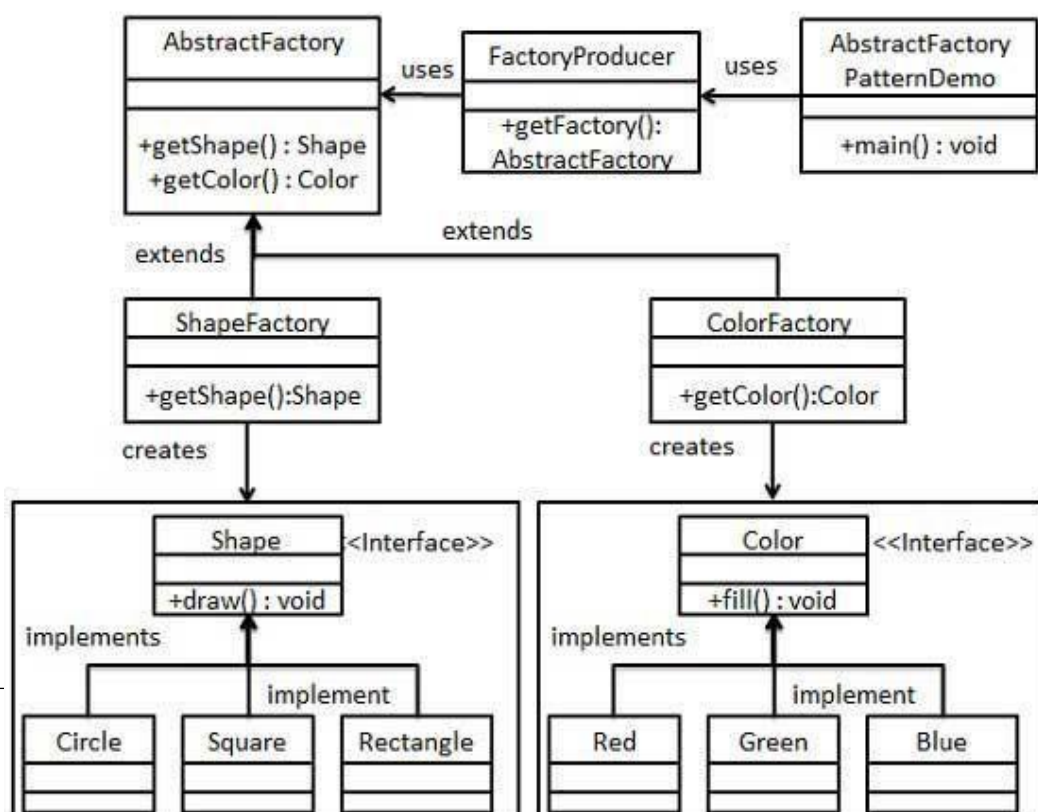 AbstractFactory
+getShape() : Shape
+getColor() : Color
uses
FactoryProducer
+getFactory():
AbstractFactory
uses
AbstractFactory
PatternDemo
+main() : void
extends
extends
ShapeFactory
+getShape():Shape
ColorFactory
+getColor():Color
creates
creates
Shape
<<Interface>>
+draw() : void
implements
implement
Circle
Square
Rectangle
Color
<<Interface>>
+fill() : void
implements
implement
Red
Green
Blue